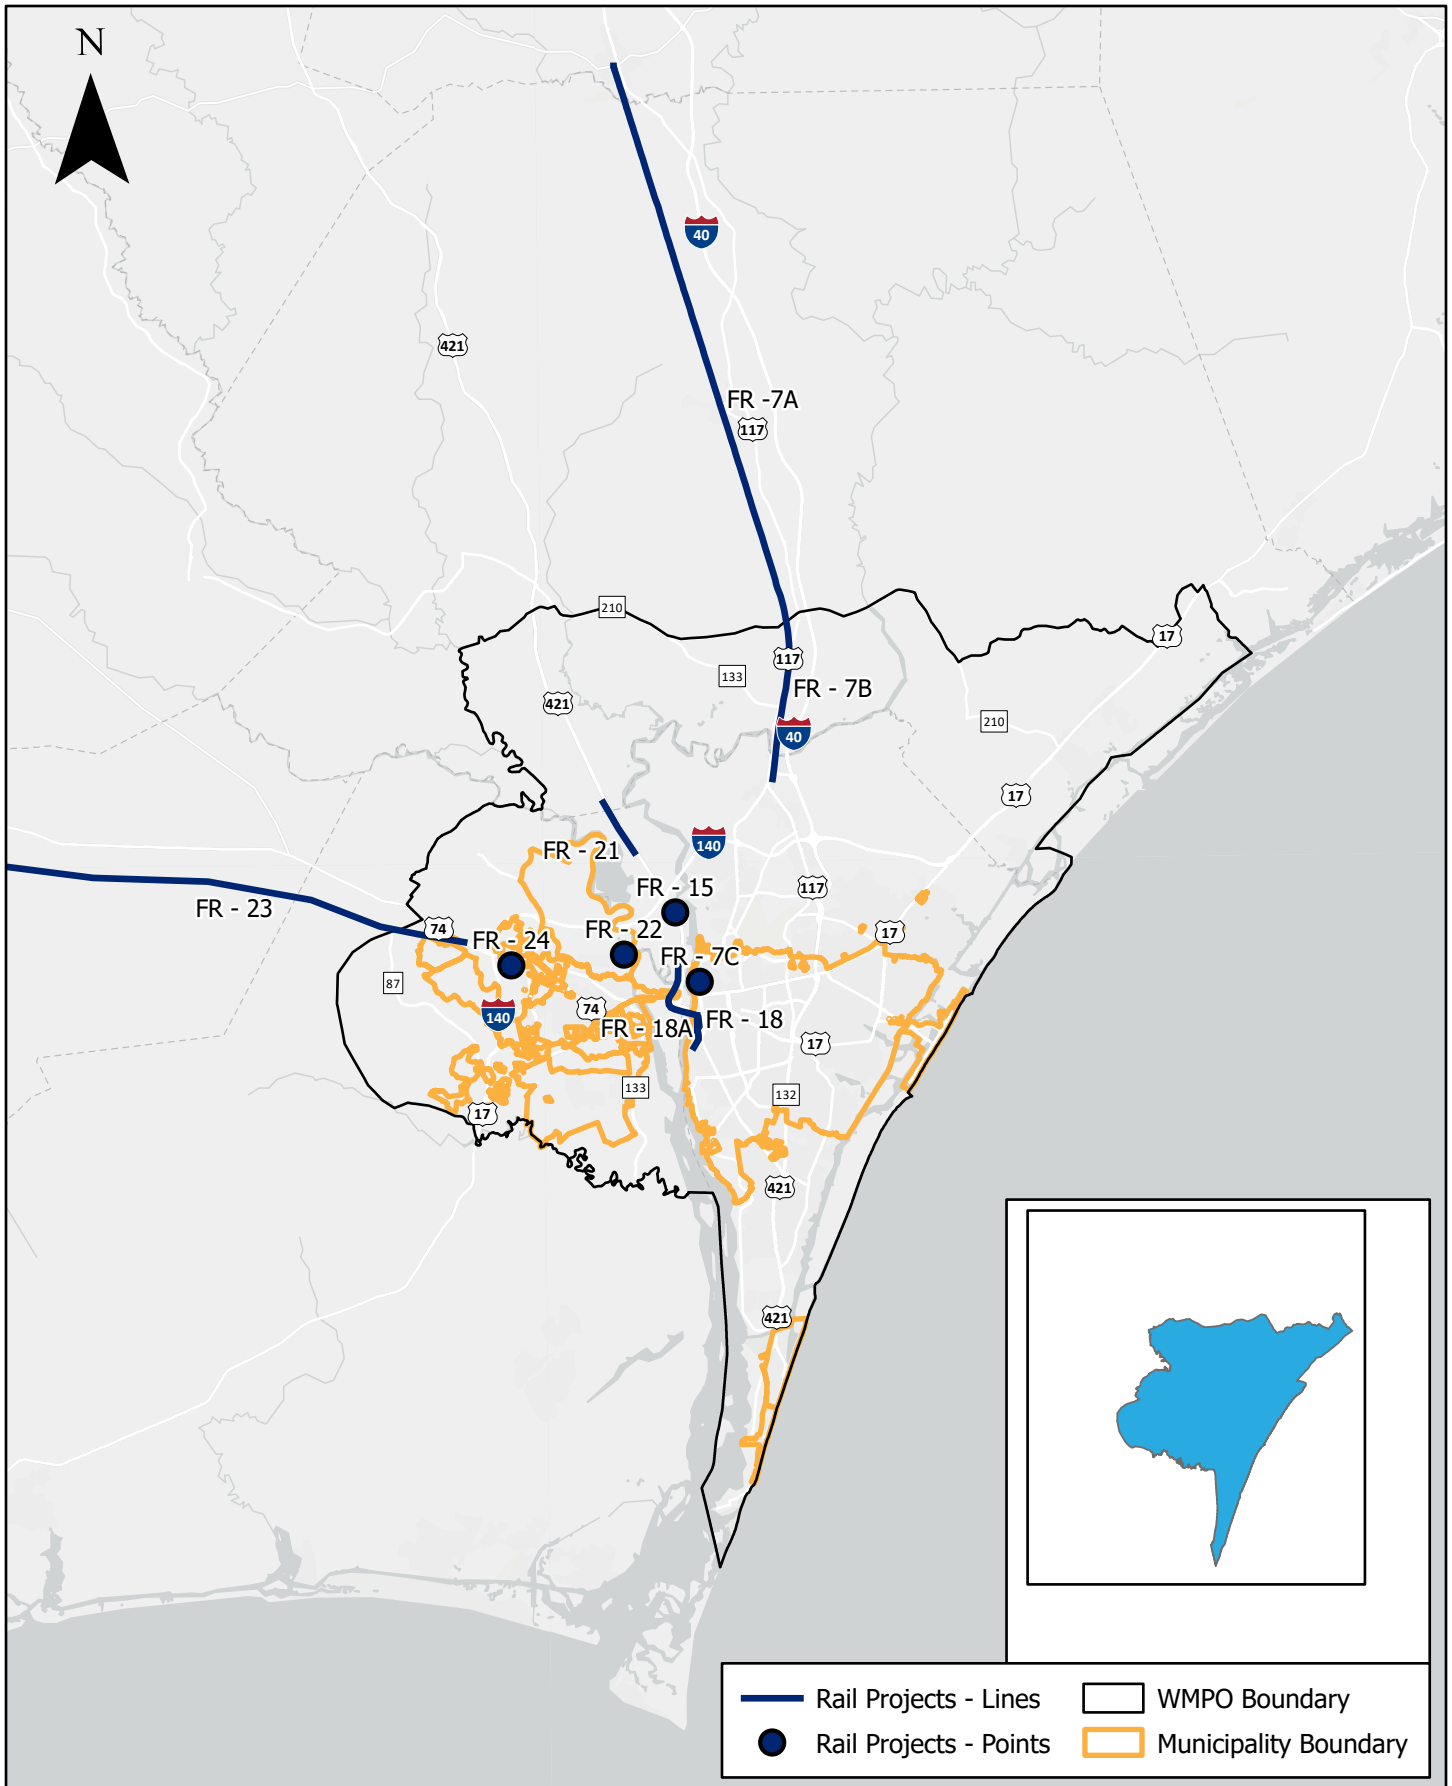 N
40
421
FR -7A
117
210
17
117
133
FR - 7B
421
210
40
17
FR - 21
140
FR - 15
117
FR - 23
74
FR - 22
17
FR - 24
FR - 7C
87
74
140
FR - 18A
FR - 18
17
133
132
17
421
421
Rail Projects - Lines
WMPO Boundary
Rail Projects - Points
Municipality Boundary